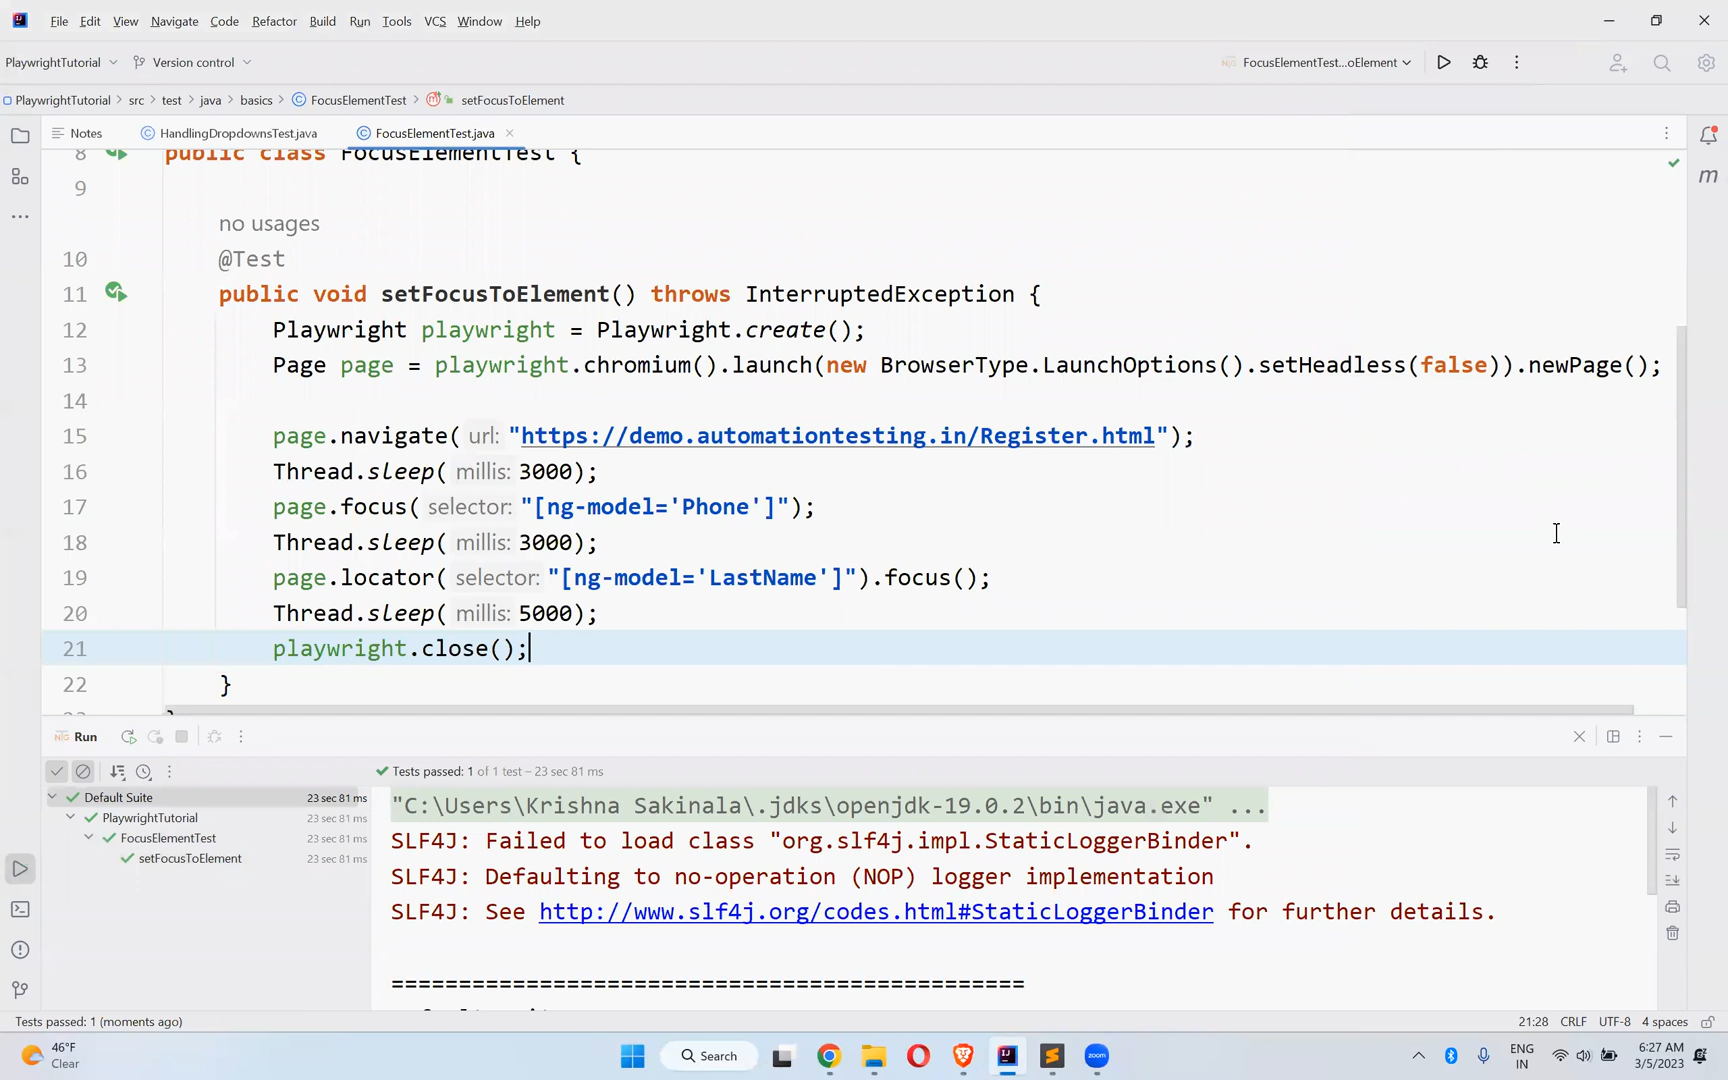 File Edit View Navigate Code Refactor Build Run Tools VCS Window Help
PlaywrightTutorial Version control FocusElementTest...oElement
PlaywrightTutorial > src > test > java > basics > FocusElementTest > setFocusToElement
Notes HandlingDropdownsTest.java FocusElementTest.java
8 public class FocusElementTest {
9
no usages
10 @Test
11 public void setFocusToElement() throws InterruptedException {
12 Playwright playwright = Playwright.create();
13 Page page = playwright.chromium().launch(new BrowserType.LaunchOptions().setHeadless(false)).newPage();
14
15 page.navigate( url: "https://demo.automationtesting.in/Register.html");
16 Thread.sleep( millis: 3000);
17 page.focus( selector: "[ng-model='Phone']");
18 Thread.sleep( millis: 3000);
19 page.locator( selector: "[ng-model='LastName']").focus();
20 Thread.sleep( millis: 5000);
21 playwright.close();
22 }
Run
Tests passed: 1 of 1 test – 23 sec 81 ms
Default Suite 23 sec 81 ms
PlaywrightTutorial 23 sec 81 ms
FocusElementTest 23 sec 81 ms
setFocusToElement 23 sec 81 ms
"C:\Users\Krishna Sakinala\.jdks\openjdk-19.0.2\bin\java.exe" ...
SLF4J: Failed to load class "org.slf4j.impl.StaticLoggerBinder".
SLF4J: Defaulting to no-operation (NOP) logger implementation
SLF4J: See http://www.slf4j.org/codes.html#StaticLoggerBinder for further details.
===============================================
Tests passed: 1 (moments ago) 21:28 CRLF UTF-8 4 spaces
46°F
Clear
Search
zoom
ENG
IN
6:27 AM
3/5/2023